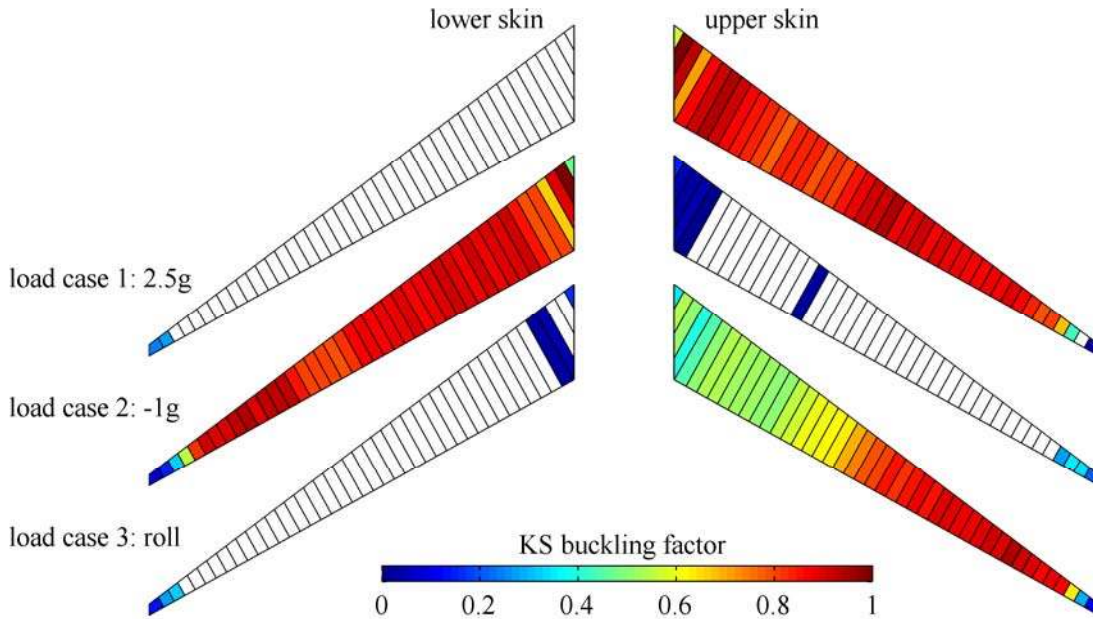 lower skin
upper skin
load case 1: 2.5g
load case 2: -1g
load case 3: roll
KS buckling factor
0 0.2 0.4 0.6 0.8 1